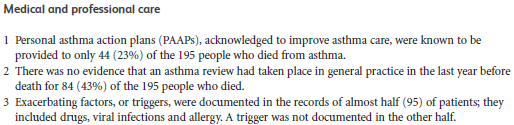 Medical and professional care
1 Personal asthma action plans (PAAPs), acknowledged to improve asthma care, were known to be
provided to only 44 (23%) of the 195 people who died from asthma.
2 There was no evidence that an asthma review had taken place in general practice in the last year before
death for 84 (43%) of the 195 people who died.
3 Exacerbating factors, or triggers, were documented in the records of almost half (95) of patients; they
included drugs, viral infections and allergy. A trigger was not documented in the other half.